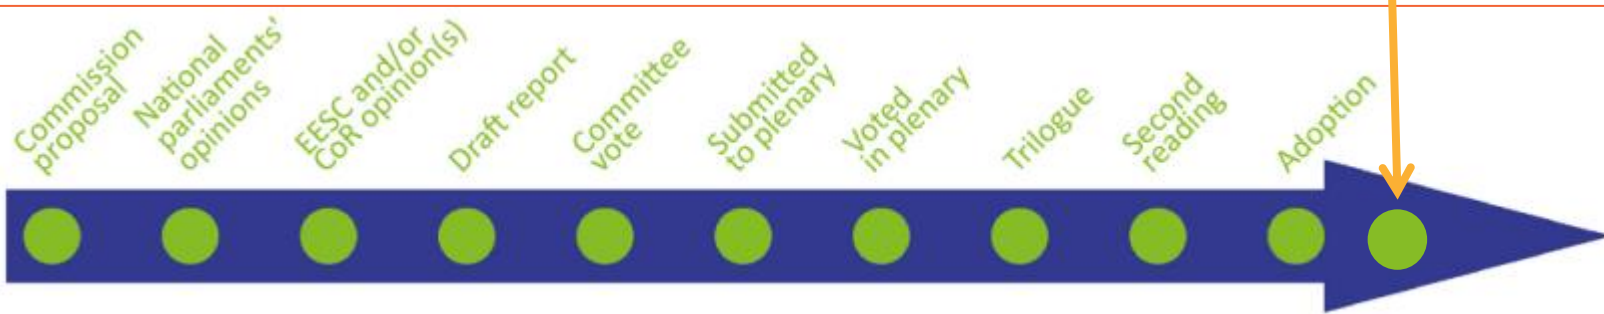 Commission
proposal
National
parliaments'
opinions
EESC and/or
CoR opinion(s)
Draft report
Committee
vote
Submitted
to plenary
Voted
in plenary
Trilogue
Second
reading
Adoption